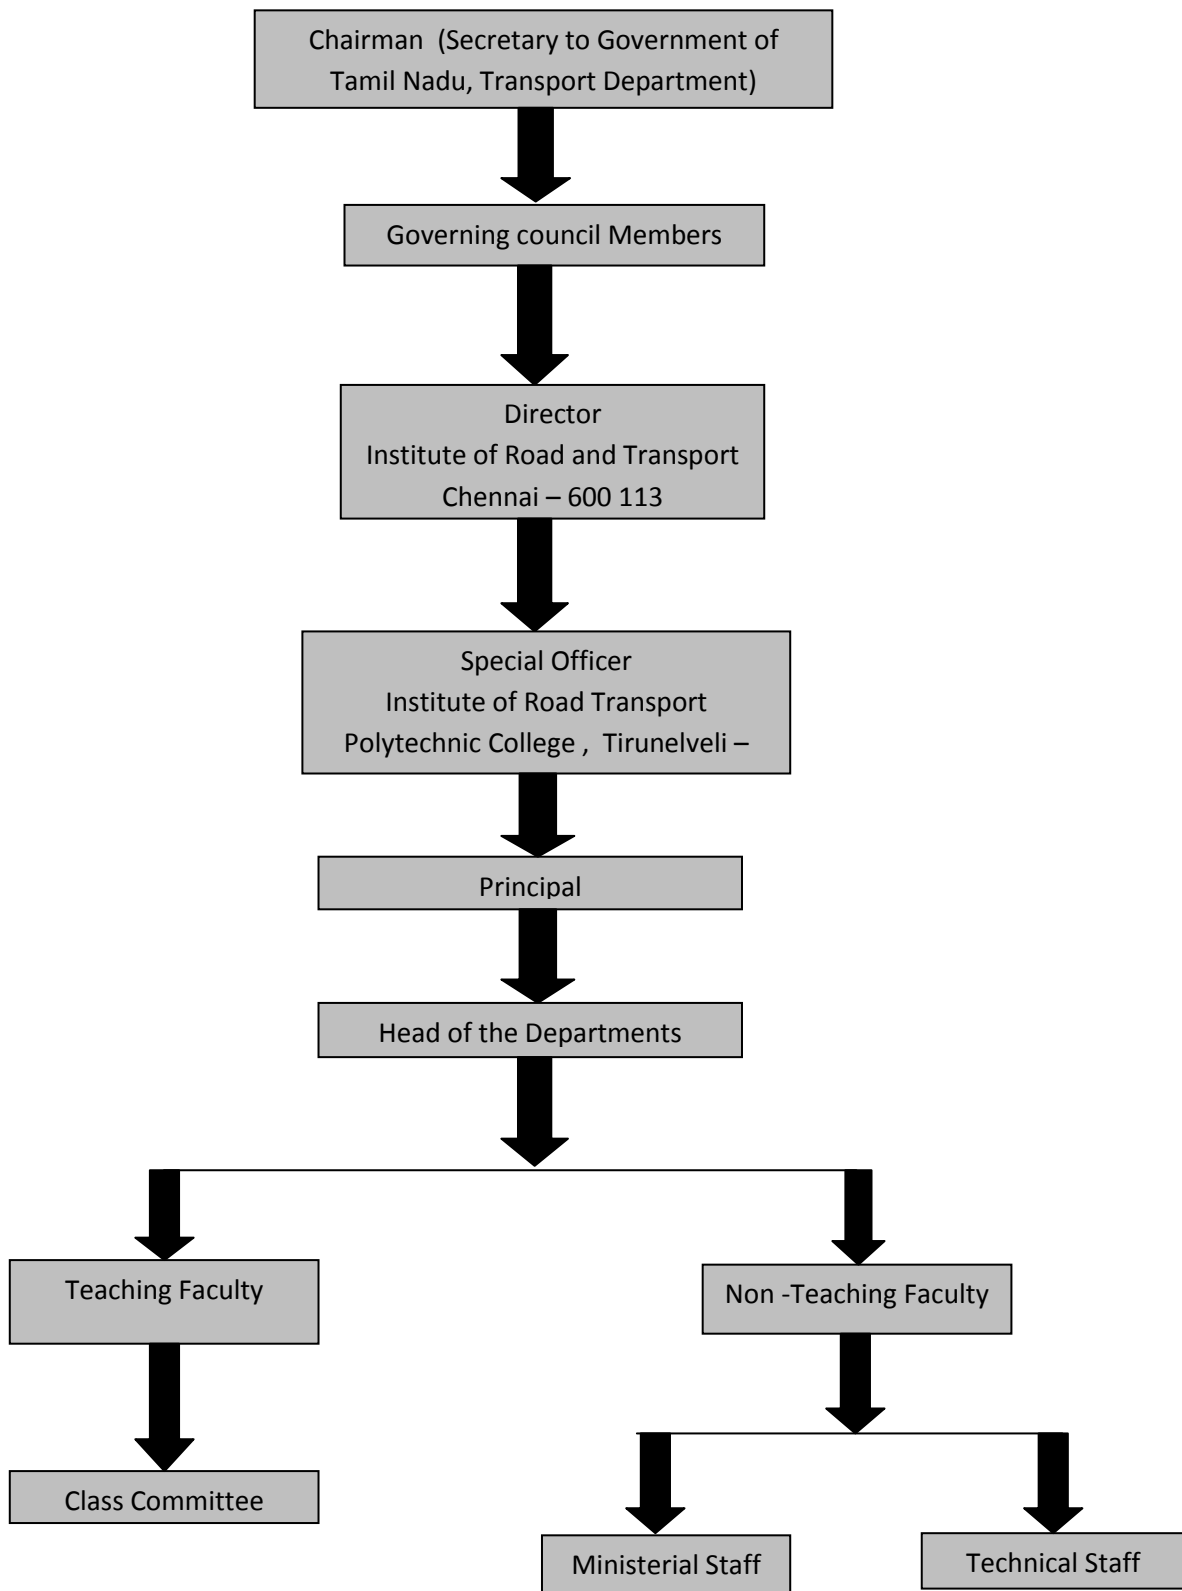 Chairman (Secretary to Government of
Tamil Nadu, Transport Department)
Governing council Members
Director
Institute of Road and Transport
Chennai – 600 113
Special Officer
Institute of Road Transport
Polytechnic College , Tirunelveli –
Principal
Head of the Departments
Teaching Faculty
Non -Teaching Faculty
Class Committee
Ministerial Staff
Technical Staff